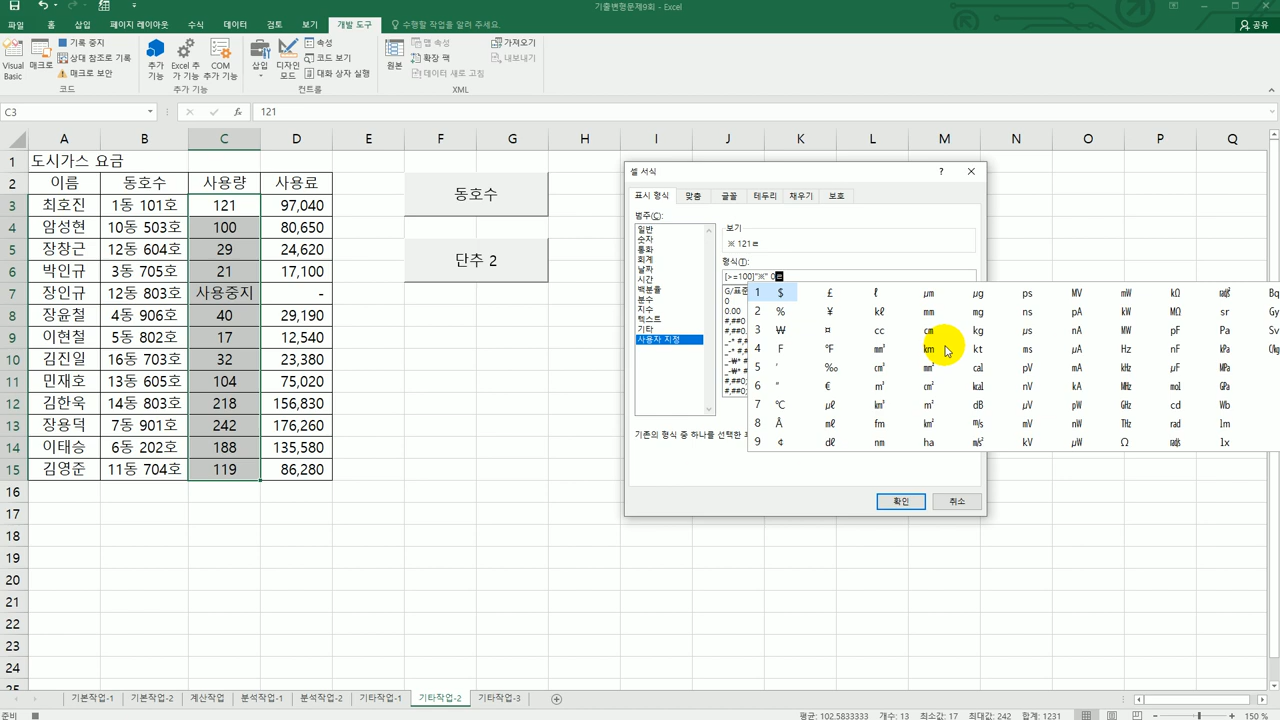 기출변형문제9회 - Excel
파일 홈 삽입 페이지 레이아웃 수식 데이터 검토 보기 개발 도구 수행할 작업을 알려 주세요. 공유
Visual Basic 매크로 기록 중지 상대 참조로 기록 매크로 보안
추가 기능 Excel 추가 기능 COM 추가 기능
삽입 디자인 모드 속성 코드 보기 대화 상자 실행
원본 맵 속성 확장 팩 데이터 새로 고침 가져오기 내보내기
코드 추가 기능 컨트롤 XML
C3 fx 121
A B C D E F G H I J K L M N O P Q
1 도시가스 요금
2 이름 동호수 사용량 사용료
3 최호진 1동 101호 121 97,040
4 암성현 10동 503호 100 80,650
5 장창근 12동 604호 29 24,620
6 박인규 3동 705호 21 17,100
7 장인규 12동 803호 사용중지 -
8 장윤철 4동 906호 40 29,190
9 이현철 5동 802호 17 12,540
10 김진일 16동 703호 32 23,380
11 민재호 13동 605호 104 75,020
12 김한욱 14동 803호 218 156,830
13 장용덕 7동 901호 242 176,260
14 이태승 6동 202호 188 135,580
15 김영준 11동 704호 119 86,280
16
17
18
19
20
21
22
23
24
25
동호수
단추 2
셀 서식 ?
표시 형식 맞춤 글꼴 테두리 채우기 보호
범주(C):
일반
숫자
통화
회계
날짜
시간
백분율
분수
지수
텍스트
기타
사용자 지정
보기
※ 121ㄹ
형식(T):
[>=100]"※" 0ㄹ
G/표준
0
0.00
#,##0
기존의 형식 중 하나를 선택한 후
1 $ £ ℓ ㎛ ㎍ ㎰ ㎹ ㎽ ㏀ ㎮ Bq
2 % ¥ ㎘ ㎜ ㎎ ㎱ ㎀ ㎾ ㏁ sr Gy
3 ₩ ¤ ㏄ ㎝ ㎏ ㎲ ㎁ ㎿ ㎊ Pa Sv
4 F ℉ ㎣ ㎞ ㏏ ㎳ ㎂ Hz ㎋ ㎪
5 ′ ‰ ㎤ ㎟ ㎈ ㎴ ㎃ ㎑ ㎌ ㎫
6 ″ € ㎥ ㎠ ㎉ ㎵ ㎄ ㎒ ㏖ ㎬
7 ℃ ㎕ ㎦ ㎡ ㏈ ㎶ ㎺ ㎓ ㏅ Wb
8 Å ㎖ ㎙ ㎢ ㎧ ㎷ ㎻ ㎔ ㎭ lm
9 ¢ ㎗ ㎚ ㏊ ㎨ ㎸ ㎼ Ω ㎯ lx
확인 취소
기본작업-1 기본작업-2 계산작업 분석작업-1 분석작업-2 기타작업-1 기타작업-2 기타작업-3
준비 평균: 102.5833333 개수: 13 최소값: 17 최대값: 242 합계: 1231 150 %